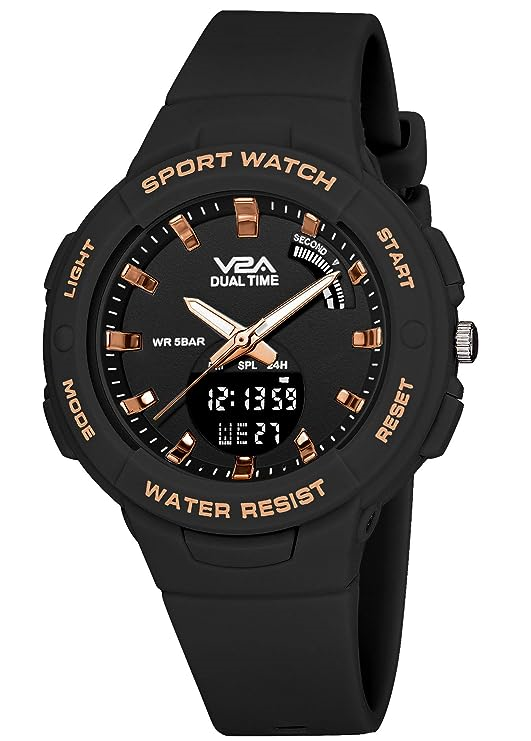 SPORT WATCH
LIGHT
START
SECOND
V2A
DUAL TIME
WR 5BAR
SPL 24H
12:13 59
WE 27
MODE
RESET
WATER RESIST